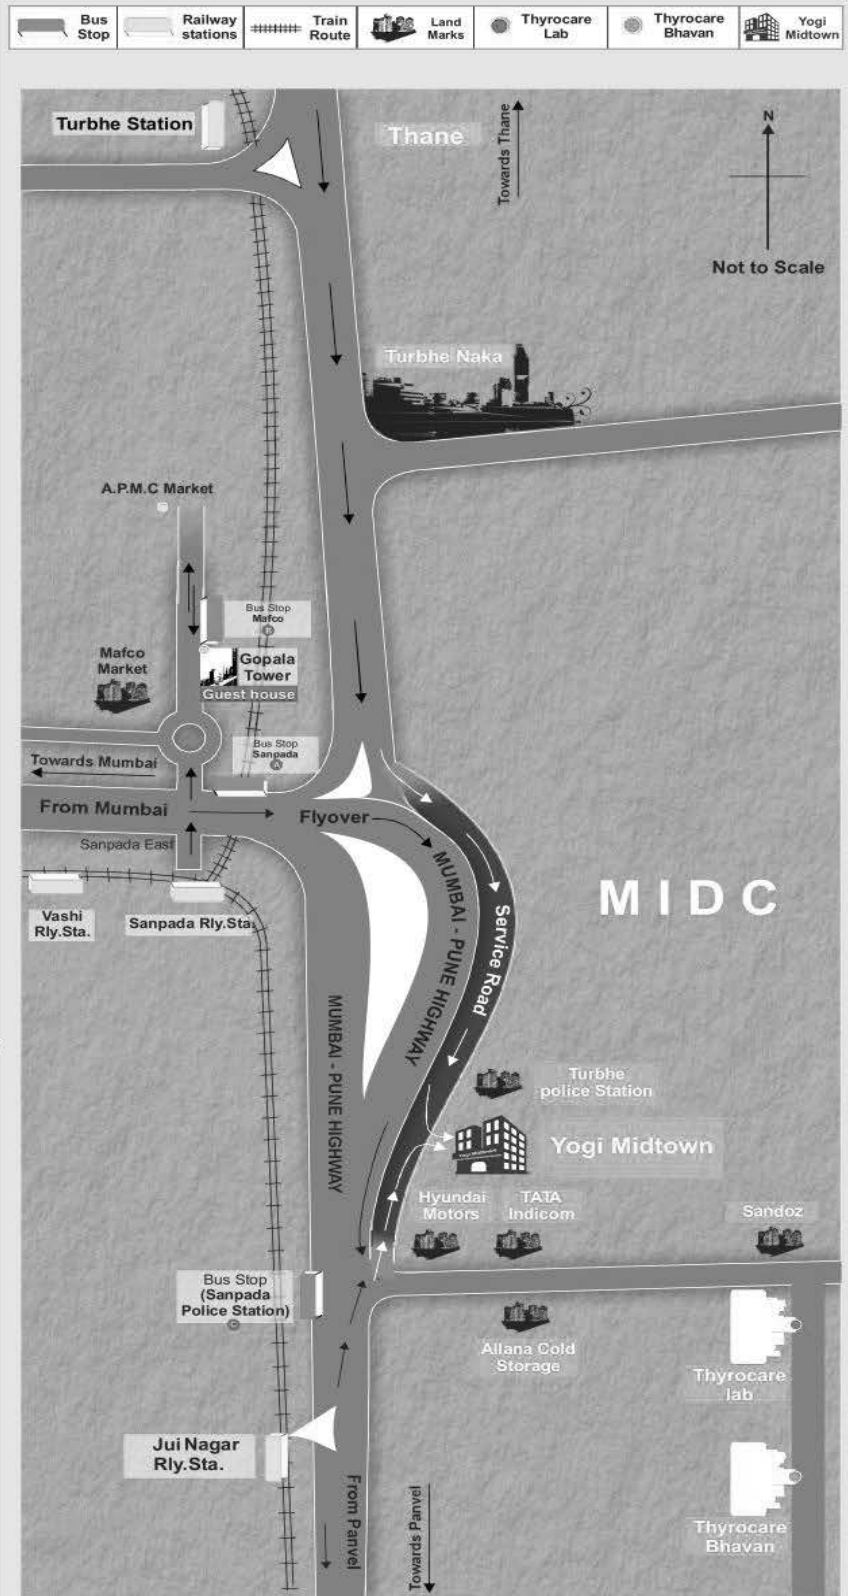 Bus
Stop
Railway
stations
Train
Route
Land
Marks
Thyrocare
Lab
Thyrocare
Bhavan
Yogi
Midtown
Turbhe Station
Thane
Towards Thane
N
Not to Scale
Turbhe Naka
A.P.M.C Market
Bus Stop
Mafco
B
Mafco
Market
Gopala
Tower
Guest house
Bus Stop
Sanpada
A
Towards Mumbai
From Mumbai
Flyover
Sanpada East
MIDC
Vashi
Rly.Sta.
Sanpada Rly.Sta.
MUMBAI - PUNE HIGHWAY
Service Road
MUMBAI - PUNE HIGHWAY
Turbhe
police Station
Yogi Midtown
Yogi Midtown
Hyundai
Motors
TATA
Indicom
Sandoz
Bus Stop
(Sanpada
Police Station)
C
Allana Cold
Storage
Thyrocare
lab
Jui Nagar
Rly.Sta.
From Panvel
Towards Panvel
Thyrocare
Bhavan